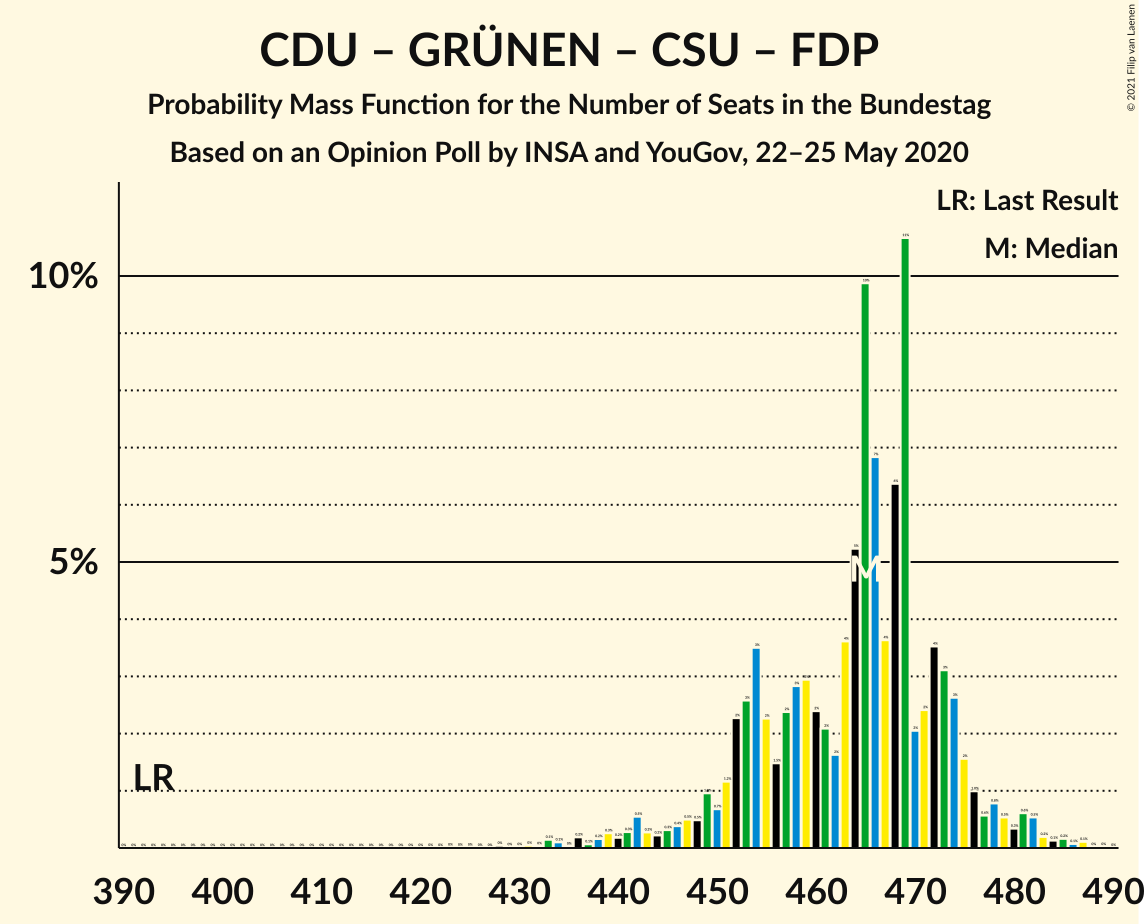 CDU – GRÜNEN – CSU – FDP
Probability Mass Function for the Number of Seats in the Bundestag
Based on an Opinion Poll by INSA and YouGov, 22–25 May 2020
© 2021 Filip van Laenen
LR: Last Result
M: Median
10%
5%
LR
M
390 400 410 420 430 440 450 460 470 480 490